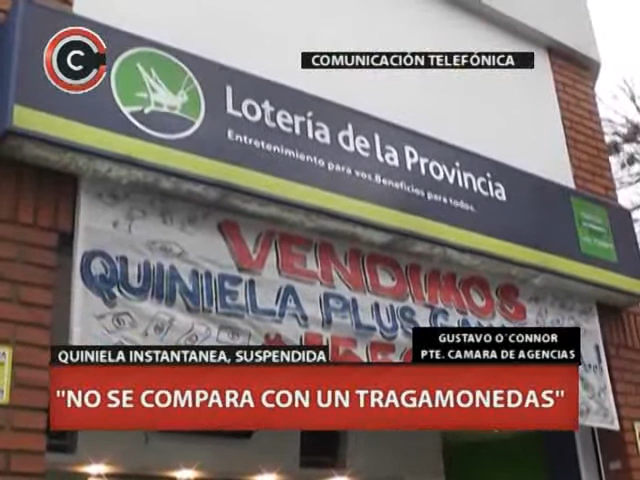 C
COMUNICACIÓN TELEFÓNICA
Lotería de la Provincia
Entretenimiento para vos. Beneficios para todos.
VENDIMOS
QUINIELA PLUS
GUSTAVO O´CONNOR
PTE. CAMARA DE AGENCIAS
QUINIELA INSTANTANEA, SUSPENDIDA
"NO SE COMPARA CON UN TRAGAMONEDAS"